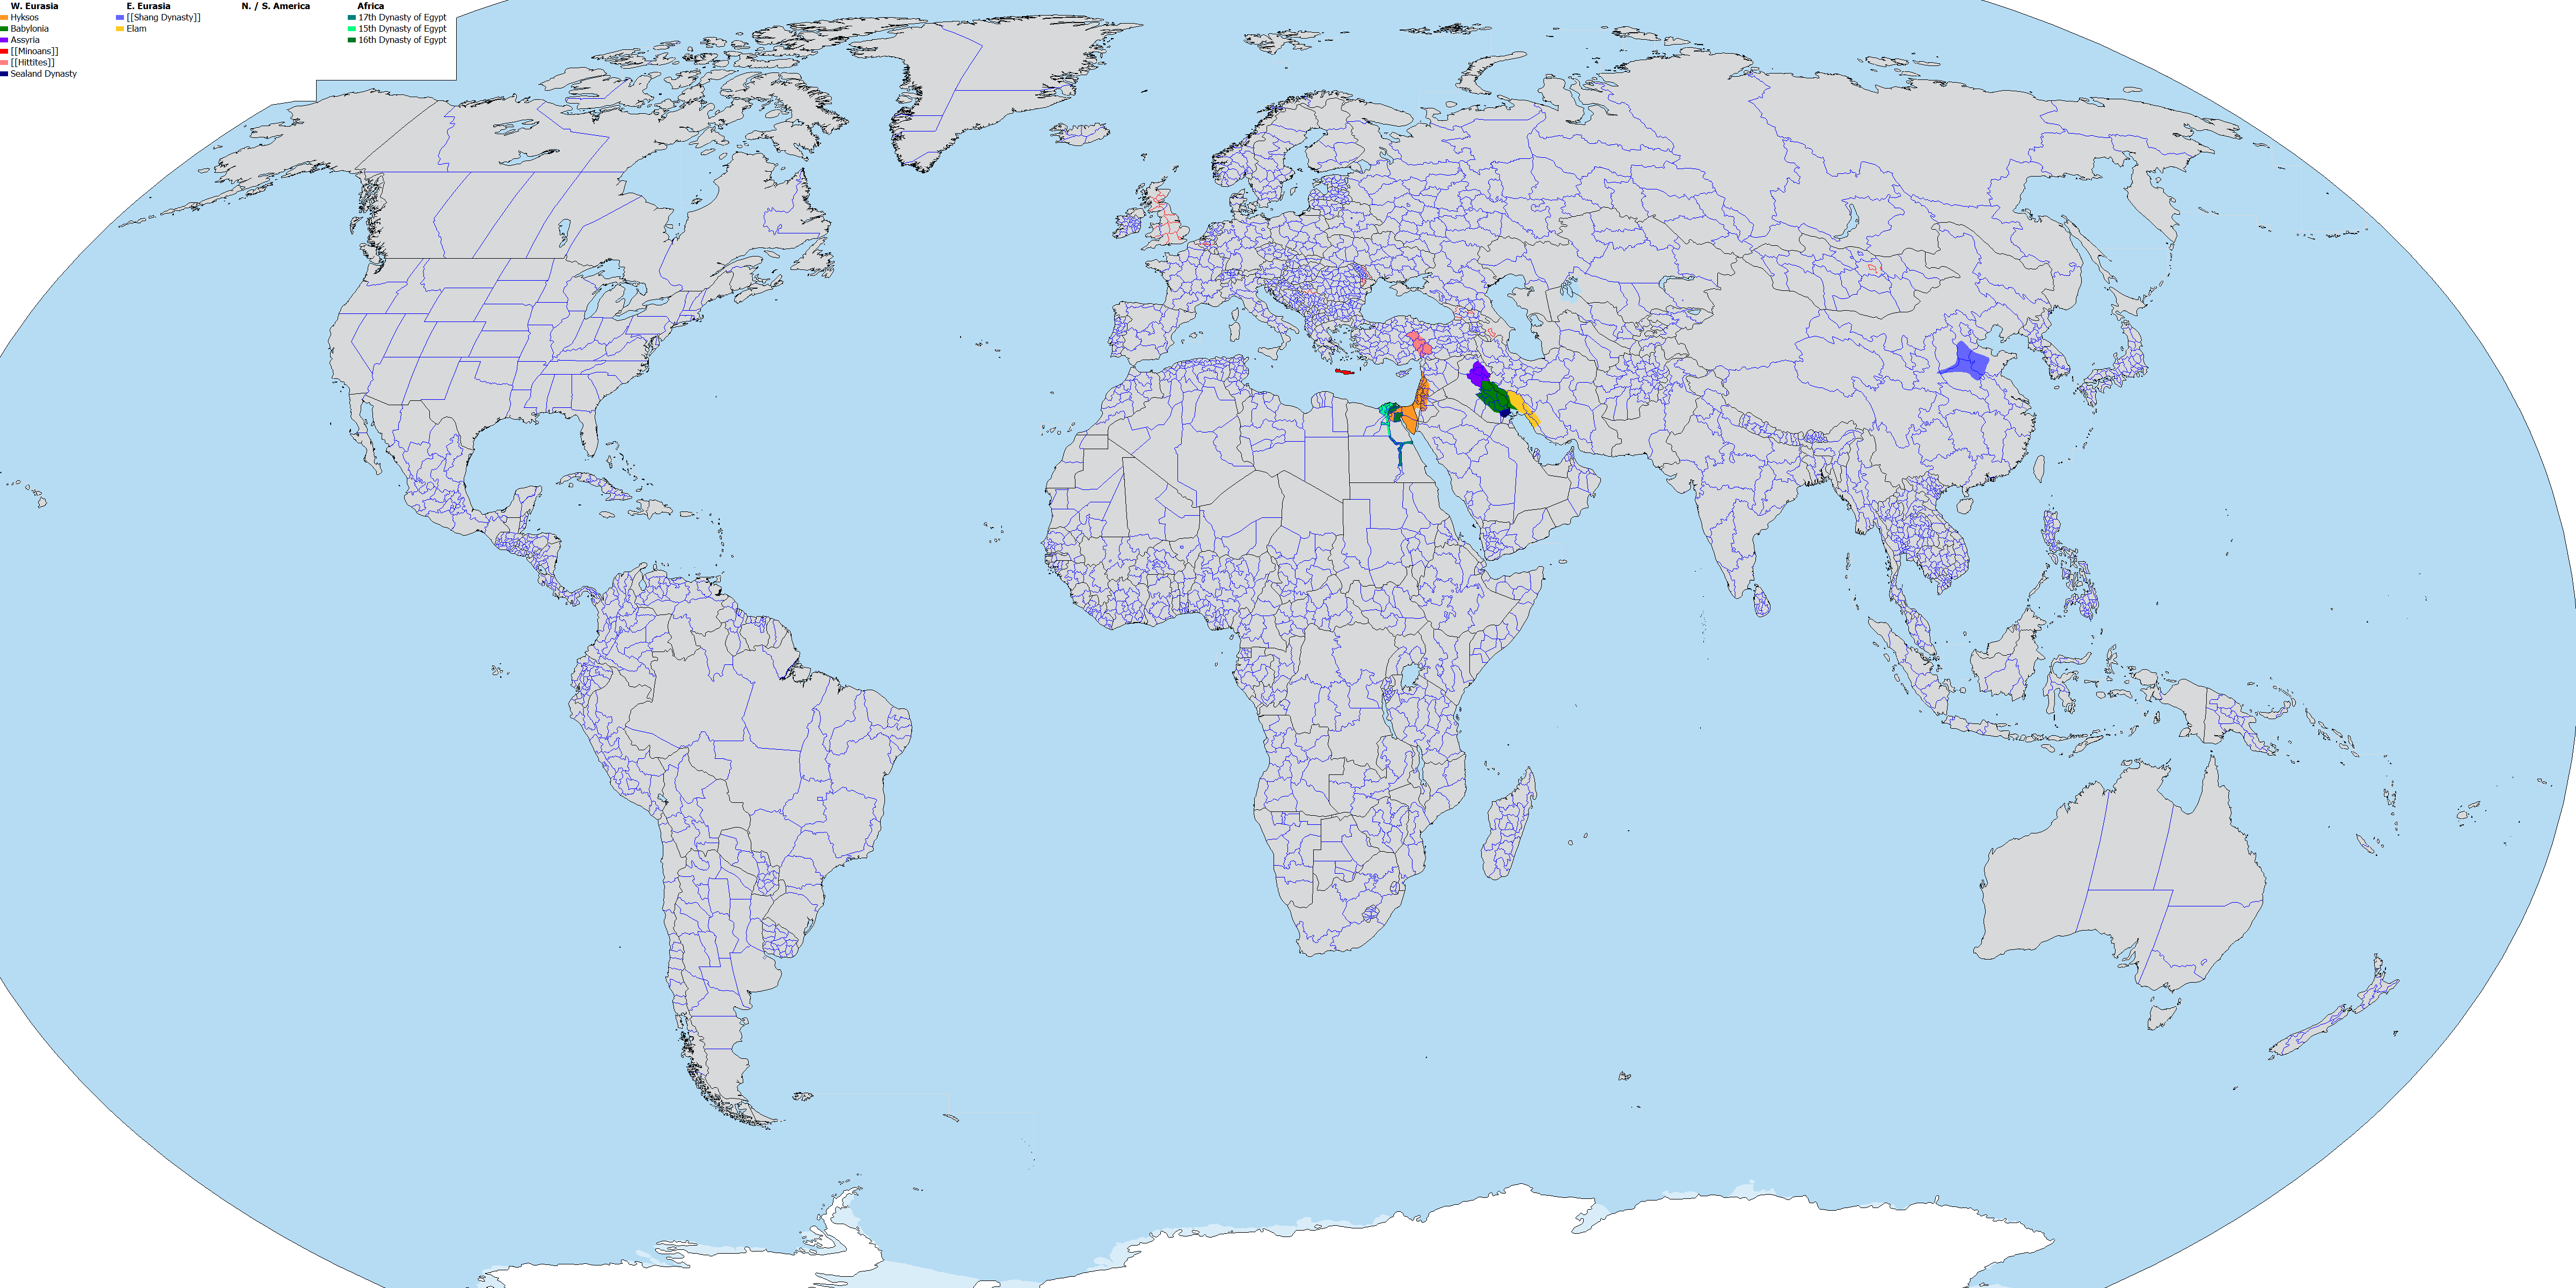 W. Eurasia
Hyksos
Babylonia
Assyria
[[Minoans]]
[[Hittites]]
Sealand Dynasty
E. Eurasia
[[Shang Dynasty]]
Elam
N. / S. America
Africa
17th Dynasty of Egypt
15th Dynasty of Egypt
16th Dynasty of Egypt